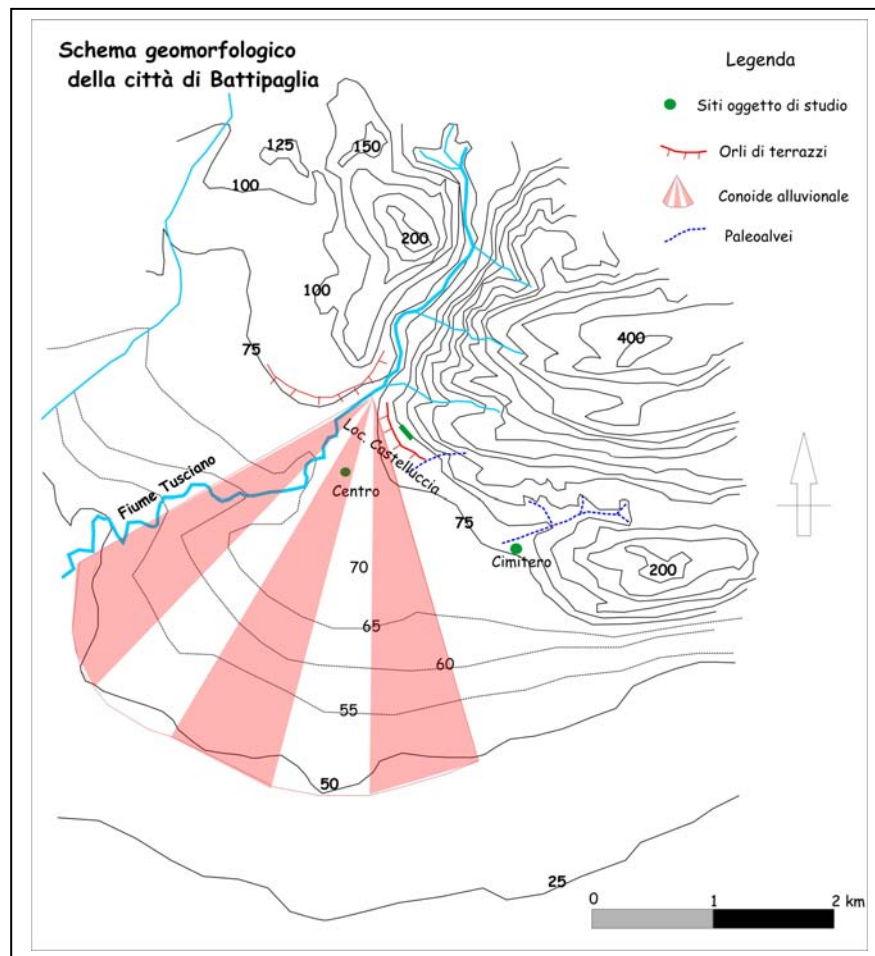 Schema geomorfologico
della città di Battipaglia
Legenda
Siti oggetto di studio
Orli di terrazzi
Conoide alluvionale
Paleoalvei
125
150
100
200
100
75
400
Loc. Castelluccia
Fiume Tusciano
Centro
75
Cimitero
200
70
65
60
55
50
25
0
1
2 km